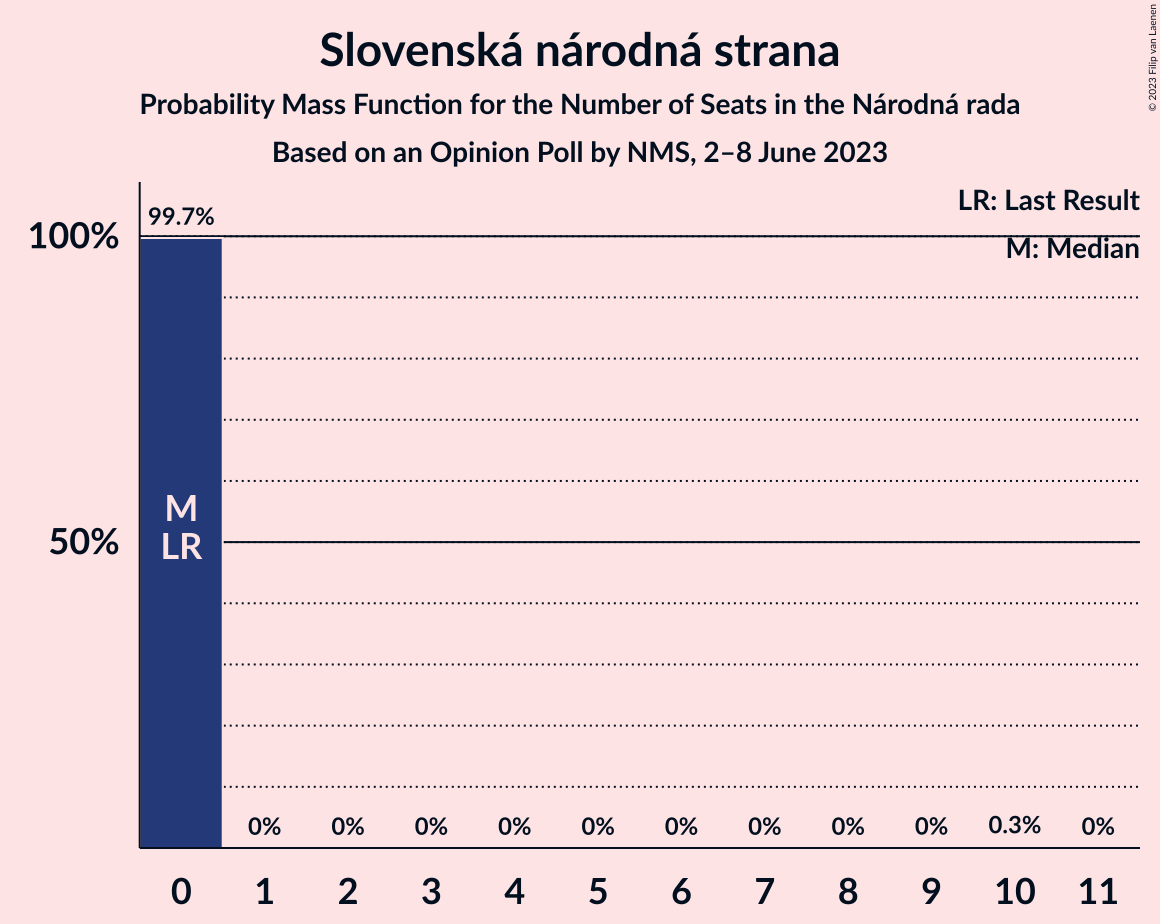 Slovenská národná strana
Probability Mass Function for the Number of Seats in the Národná rada
Based on an Opinion Poll by NMS, 2–8 June 2023
© 2023 Filip van Laenen
LR: Last Result
M: Median
99.7%
100%
50%
M
LR
0% 0% 0% 0% 0% 0% 0% 0% 0% 0.3% 0%
0 1 2 3 4 5 6 7 8 9 10 11